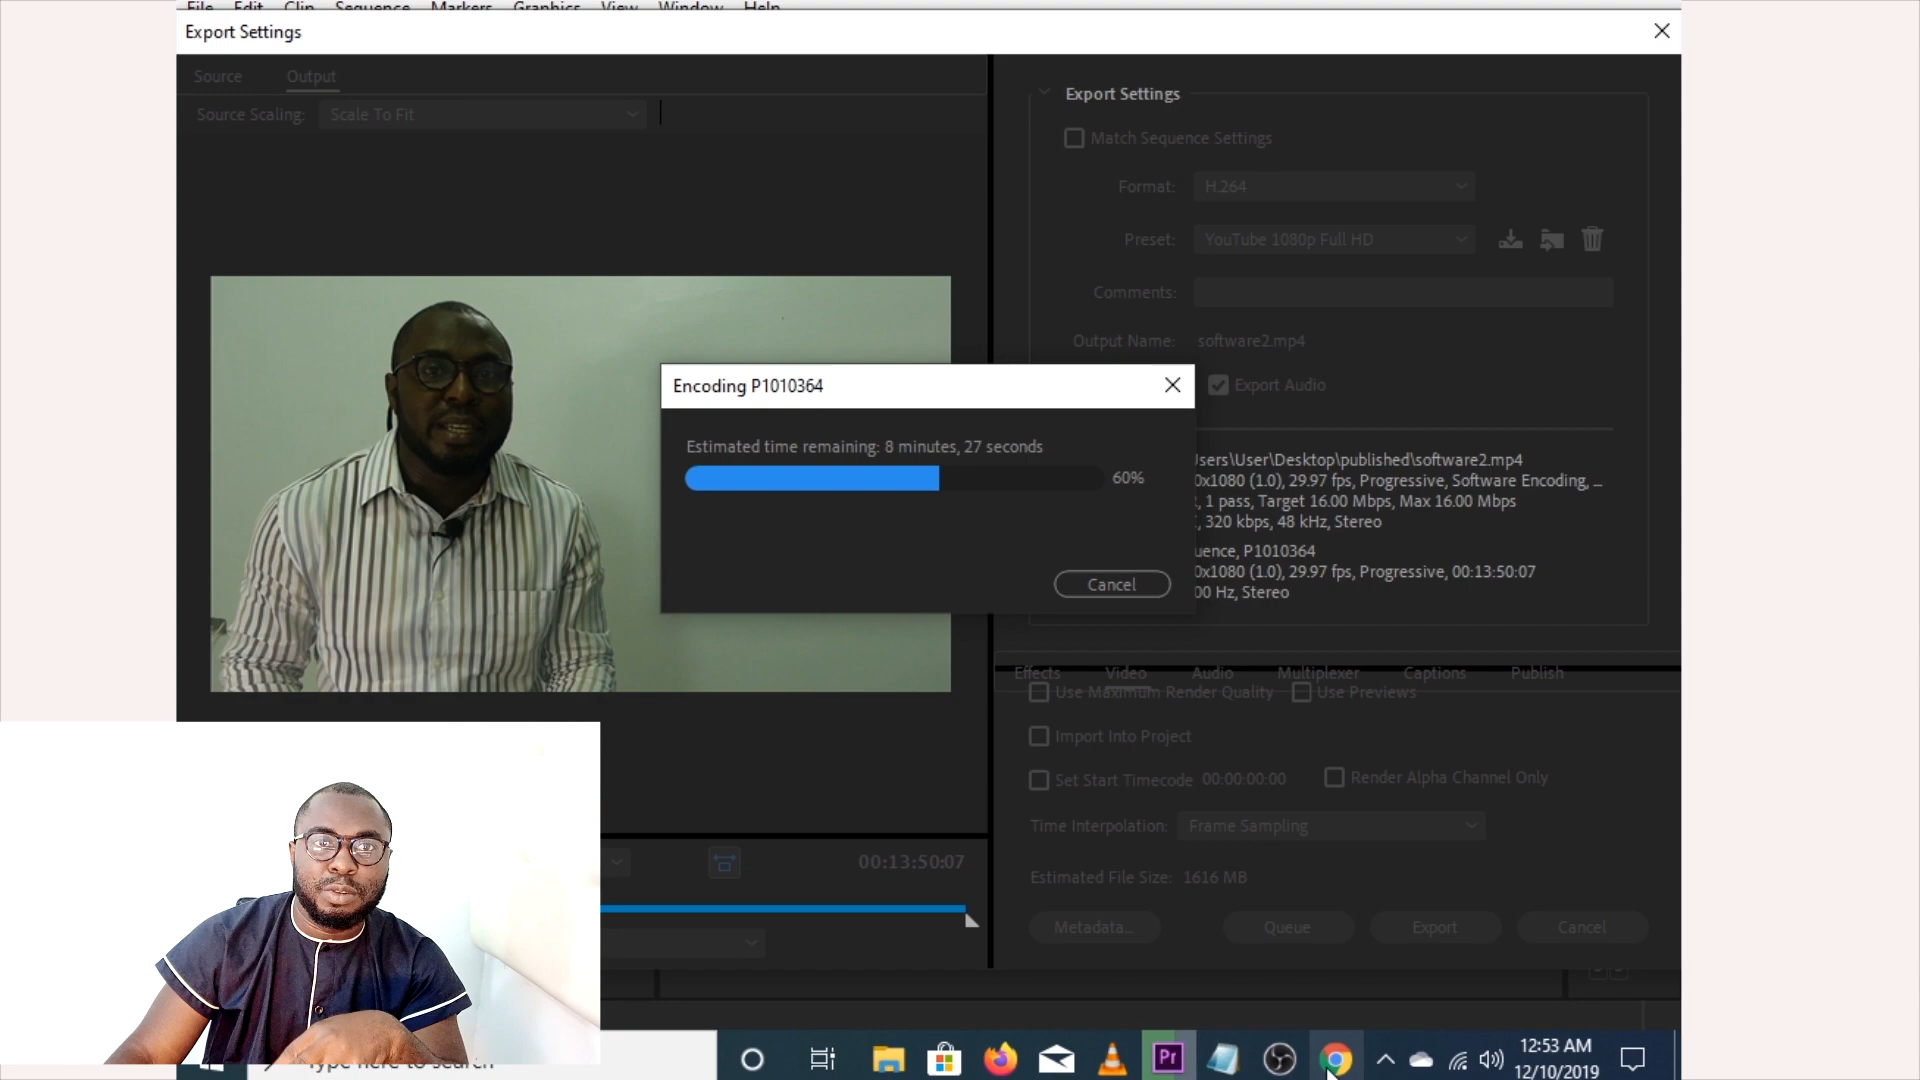 File Edit Clip Sequence Markers Graphics View Window Help
Export Settings
Source Output
Source Scaling: Scale To Fit
Export Settings
Match Sequence Settings
Format: H.264
Preset: YouTube 1080p Full HD
Comments:
Output Name: software2.mp4
Export Audio
Encoding P1010364
Estimated time remaining: 8 minutes, 27 seconds
60%
Cancel
sers\User\Desktop\published\software2.mp4
0x1080 (1.0), 29.97 fps, Progressive, Software Encoding, ...
, 1 pass, Target 16.00 Mbps, Max 16.00 Mbps
, 320 kbps, 48 kHz, Stereo
uence, P1010364
0x1080 (1.0), 29.97 fps, Progressive, 00:13:50:07
00 Hz, Stereo
Effects Video Audio Multiplexer Captions Publish
Use Maximum Render Quality Use Previews
Import Into Project
Set Start Timecode 00:00:00:00 Render Alpha Channel Only
Time Interpolation: Frame Sampling
00:13:50:07
Estimated File Size: 1616 MB
Metadata... Queue Export Cancel
Type here to search
Pr
12:53 AM
12/10/2019